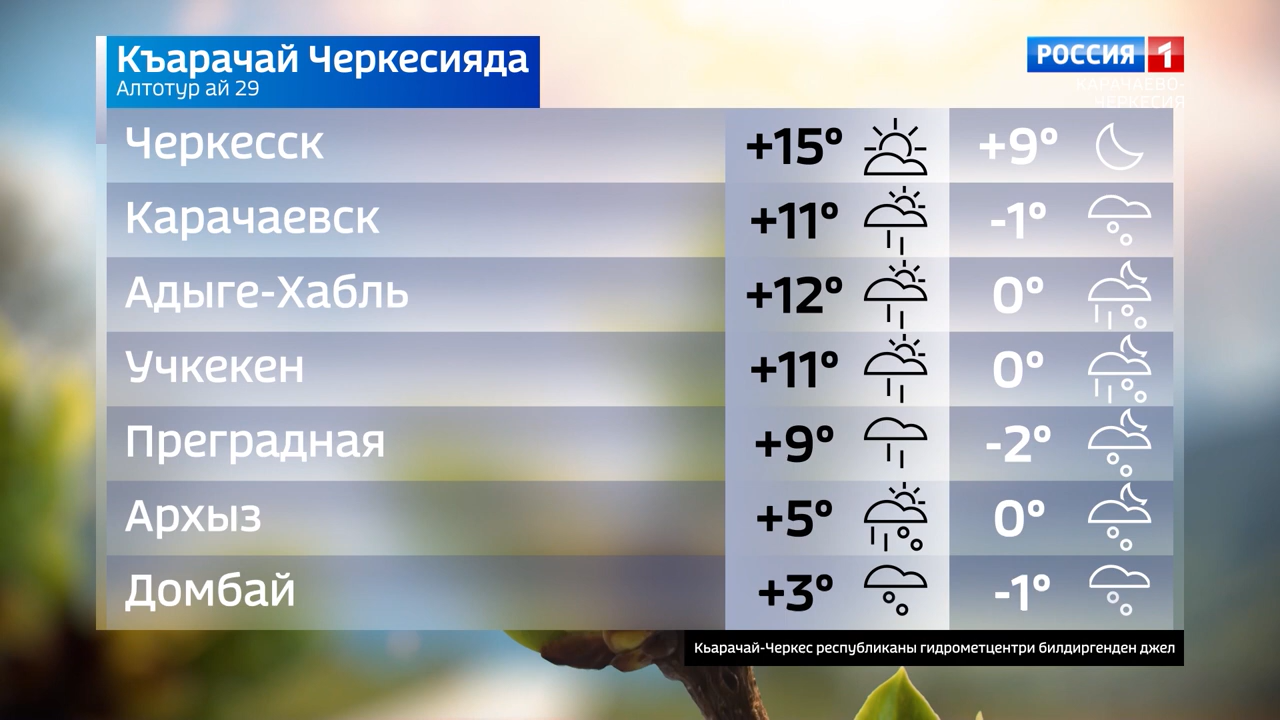 Къарачай Черкесияда
Алтотур ай 29
РОССИЯ 1
КАРАЧАЕВО-
ЧЕРКЕСИЯ
Черкесск +15° +9°
Карачаевск +11° -1°
Адыге-Хабль +12° 0°
Учкекен +11° 0°
Преградная +9° -2°
Архыз +5° 0°
Домбай +3° -1°
Кьарачай-Черкес республиканы гидрометцентри билдиргенден джел